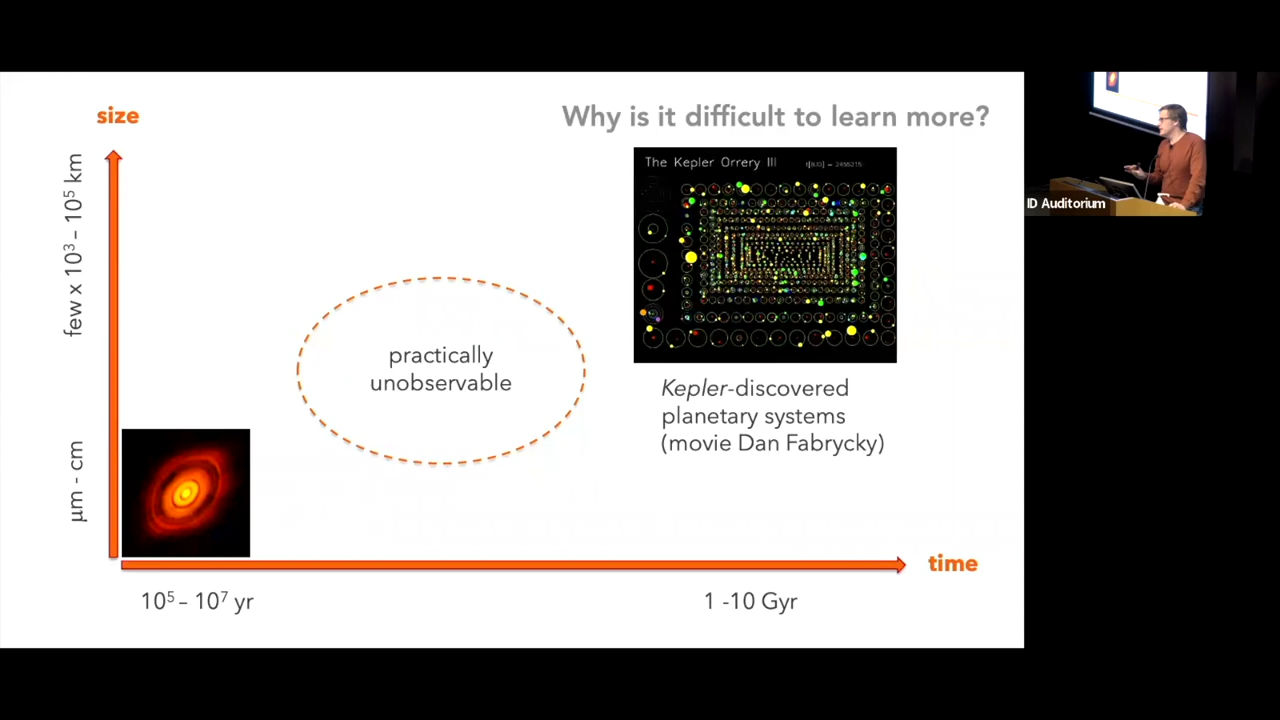 size
Why is it difficult to learn more?
few x 10³ – 10⁵ km
The Kepler Orrery III
practically
unobservable
Kepler-discovered
planetary systems
(movie Dan Fabrycky)
μm - cm
time
10⁵ – 10⁷ yr
1 -10 Gyr
ID Auditorium